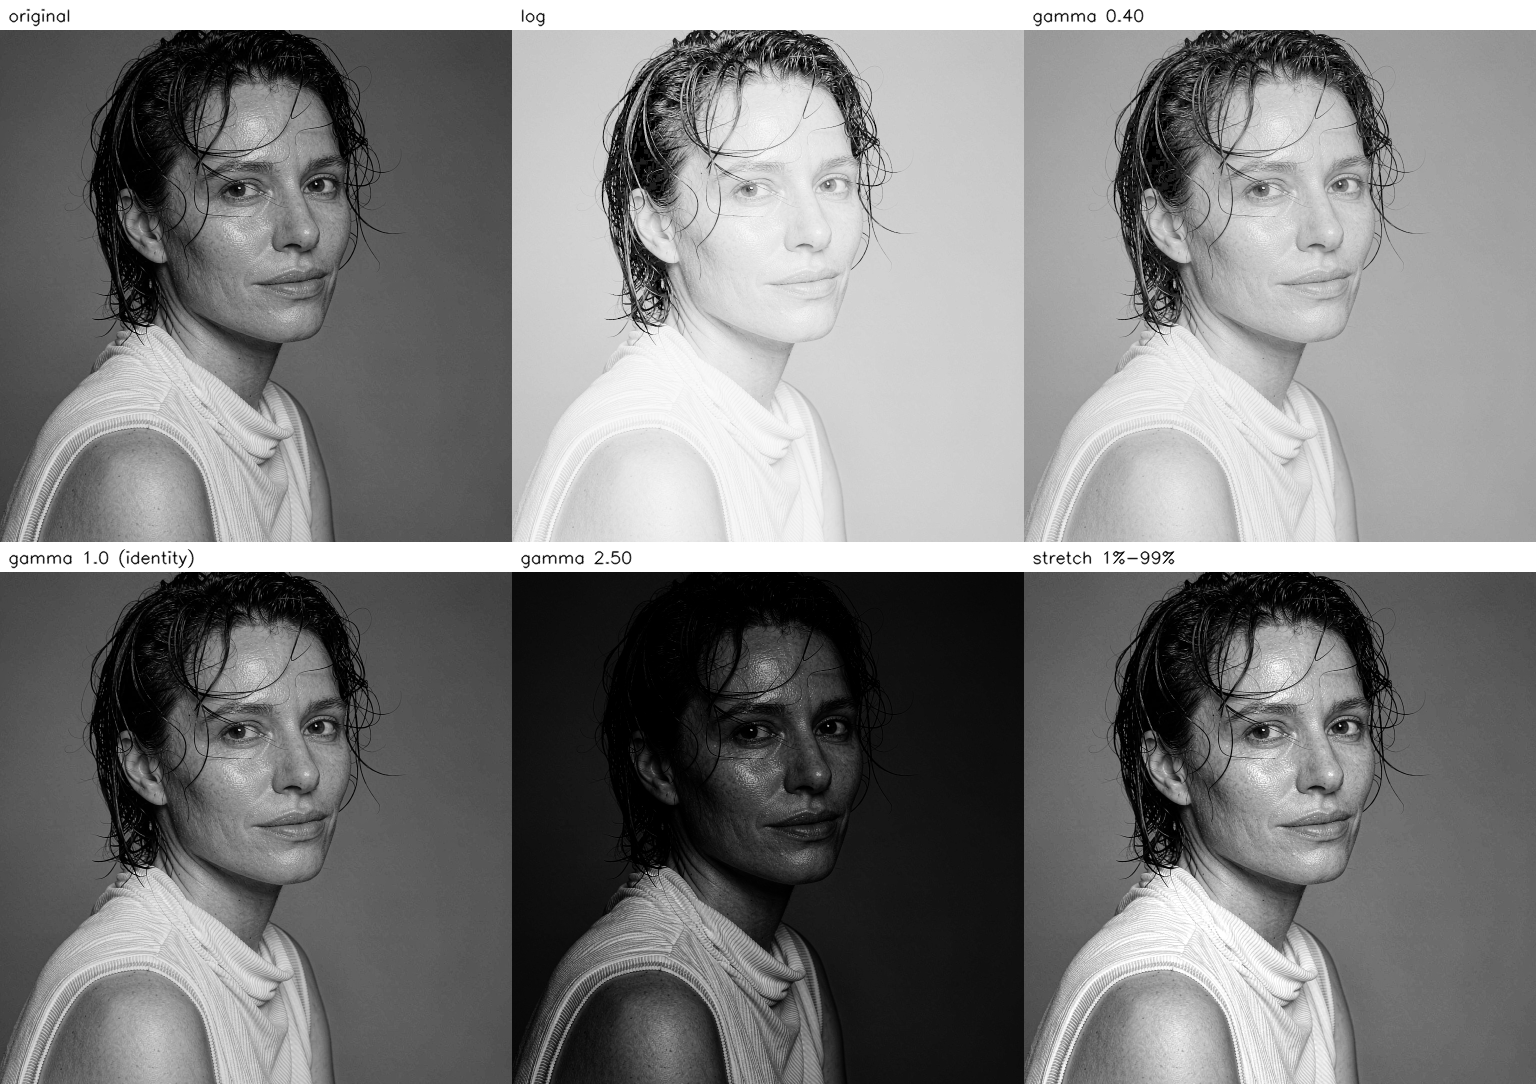 original
log
gamma 0.40
gamma 1.0 (identity)
gamma 2.50
stretch 1%-99%